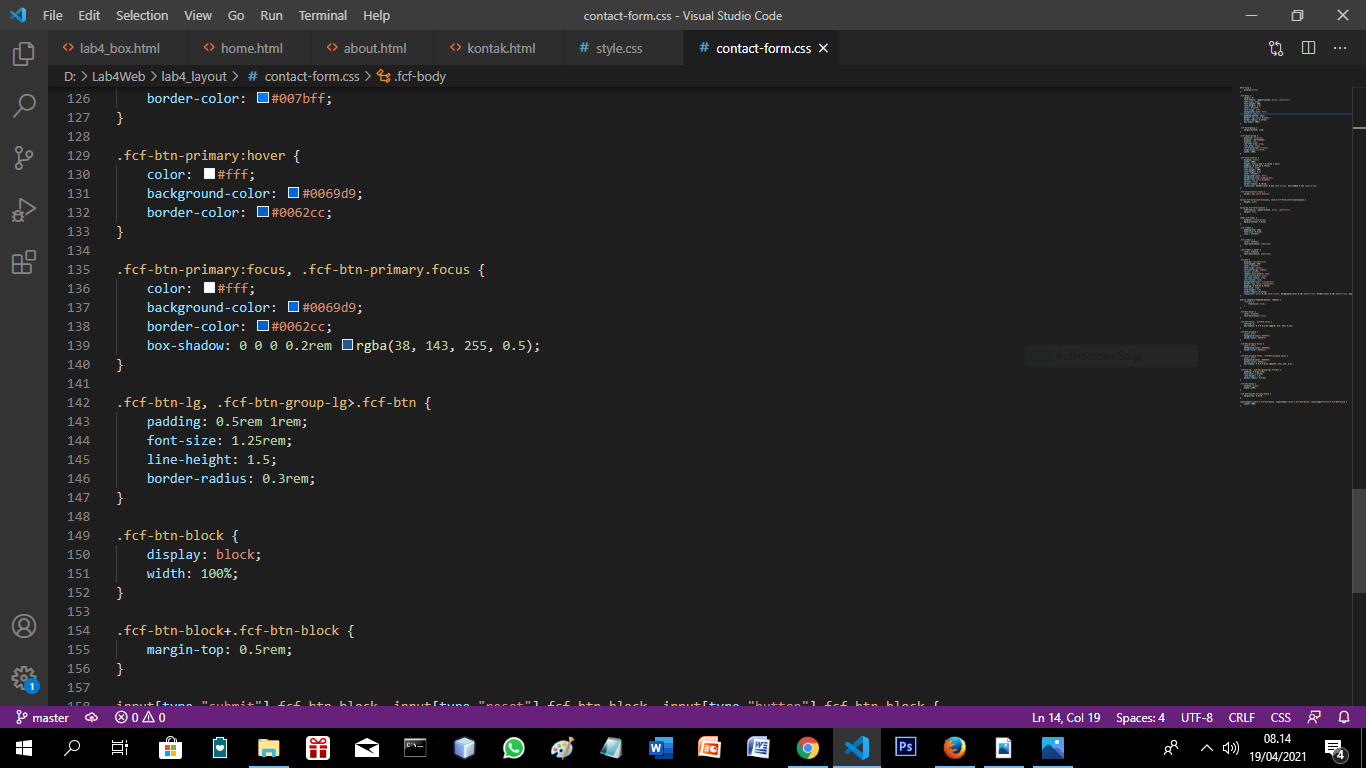 File Edit Selection View Go Run Terminal Help
contact-form.css - Visual Studio Code
lab4_box.html home.html about.html kontak.html # style.css # contact-form.css
D: > Lab4Web > lab4_layout > # contact-form.css > .fcf-body
126 border-color: #007bff;
127 }
128
129 .fcf-btn-primary:hover {
130 color: #fff;
131 background-color: #0069d9;
132 border-color: #0062cc;
133 }
134
135 .fcf-btn-primary:focus, .fcf-btn-primary.focus {
136 color: #fff;
137 background-color: #0069d9;
138 border-color: #0062cc;
139 box-shadow: 0 0 0 0.2rem rgba(38, 143, 255, 0.5);
140 }
141
142 .fcf-btn-lg, .fcf-btn-group-lg>.fcf-btn {
143 padding: 0.5rem 1rem;
144 font-size: 1.25rem;
145 line-height: 1.5;
146 border-radius: 0.3rem;
147 }
148
149 .fcf-btn-block {
150 display: block;
151 width: 100%;
152 }
153
154 .fcf-btn-block+.fcf-btn-block {
155 margin-top: 0.5rem;
156 }
157
158 input[type="submit"].fcf-btn-block, input[type="reset"].fcf-btn-block, input[type="button"].fcf-btn-block {
Full-screen Snip
1
master 0 0 Ln 14, Col 19 Spaces: 4 UTF-8 CRLF CSS
08.14
19/04/2021
4